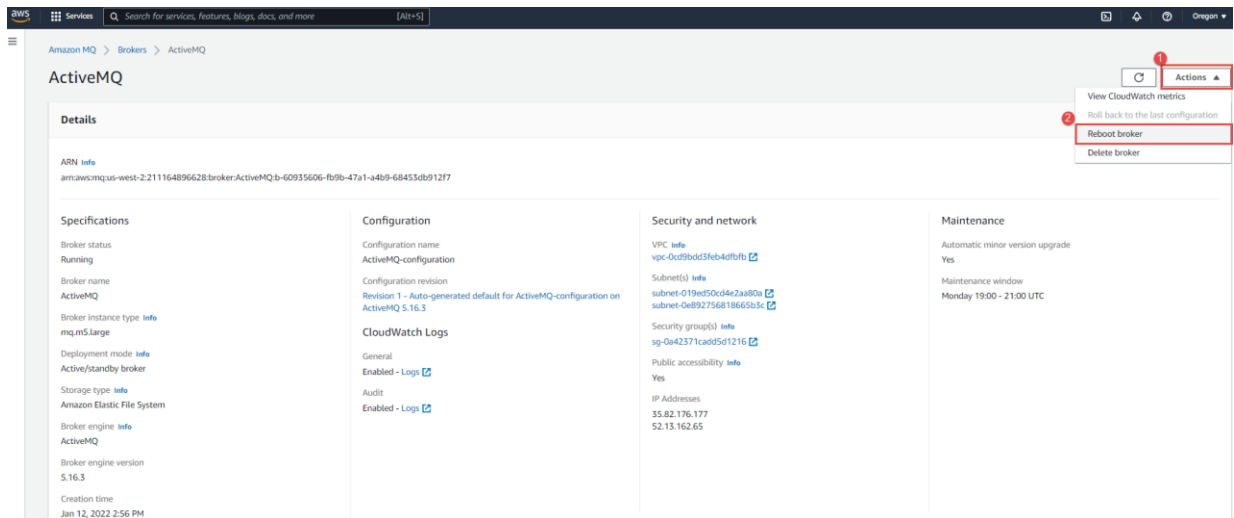 aws
Services
Search for services, features, blogs, docs, and more
[Alt+S]
Oregon ▼
Amazon MQ > Brokers > ActiveMQ
ActiveMQ
1
Actions ▲
View CloudWatch metrics
Roll back to the last configuration
2
Reboot broker
Delete broker
Details
ARN Info
arn:aws:mq:us-west-2:211164896628:broker:ActiveMQ:b-60935606-fb9b-47a1-a4b9-68453db912f7
Specifications
Broker status
Running
Broker name
ActiveMQ
Broker instance type Info
mq.m5.large
Deployment mode Info
Active/standby broker
Storage type Info
Amazon Elastic File System
Broker engine Info
ActiveMQ
Broker engine version
5.16.3
Creation time
Jan 12, 2022 2:56 PM
Configuration
Configuration name
ActiveMQ-configuration
Configuration revision
Revision 1 - Auto-generated default for ActiveMQ-configuration on
ActiveMQ 5.16.3
CloudWatch Logs
General
Enabled - Logs
Audit
Enabled - Logs
Security and network
VPC Info
vpc-0cd9bdd3feb4dfbfb
Subnet(s) Info
subnet-019ed50cd4e2aa80a
subnet-0e892756818665b3c
Security group(s) Info
sg-0a42371cadd5d1216
Public accessibility Info
Yes
IP Addresses
35.82.176.177
52.13.162.65
Maintenance
Automatic minor version upgrade
Yes
Maintenance window
Monday 19:00 - 21:00 UTC